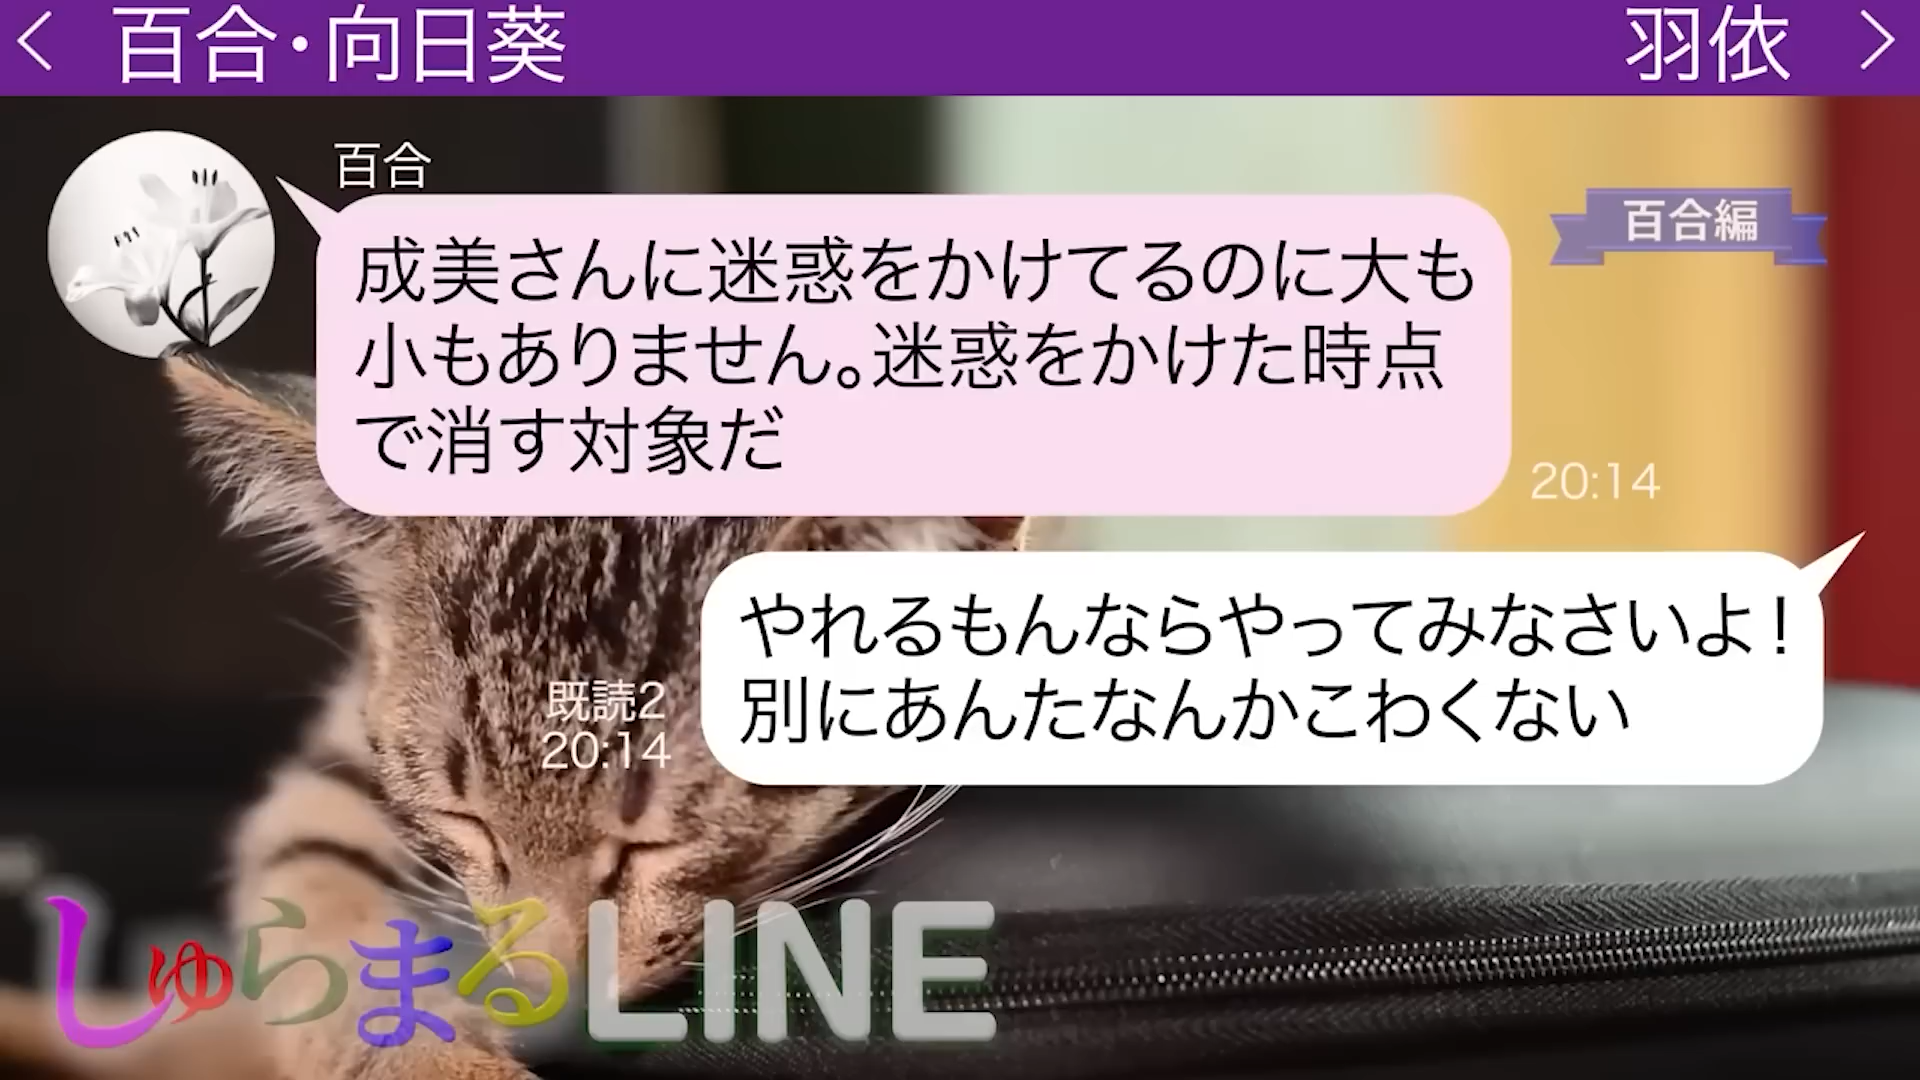 百合・向日葵
羽依
百合
百合編
成美さんに迷惑をかけてるのに大も
小もありません。迷惑をかけた時点
で消す対象だ
20:14
やれるもんならやってみなさいよ！
別にあんたなんかこわくない
既読2
20:14
しゅらまるLINE